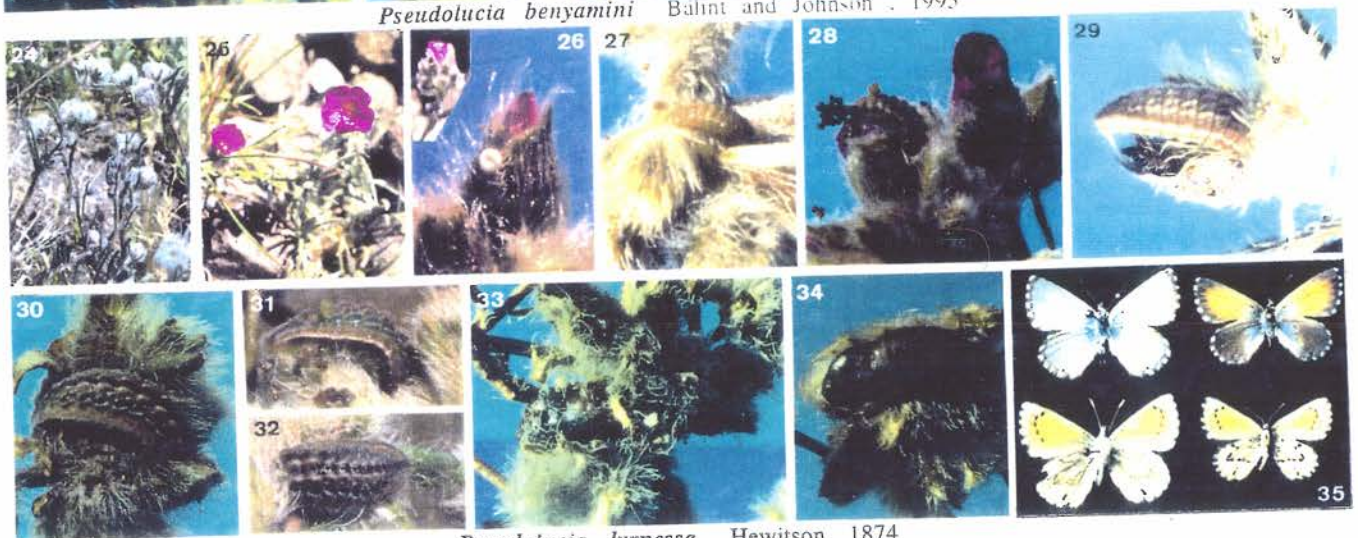 Pseudolucia benyamini Bálint and Johnson . 1995
24 25 26 27 28 29
30 31 33 34
32
35
Hewitson 1874